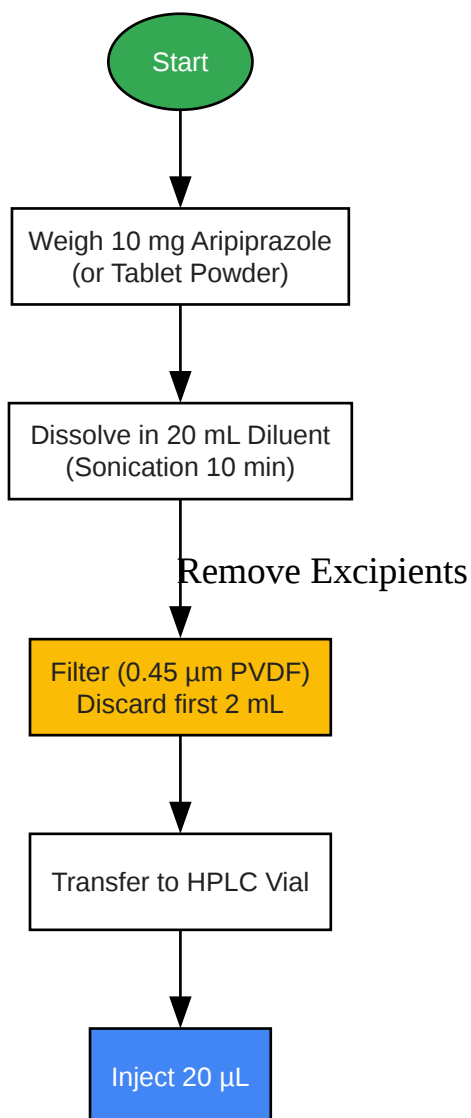 Start
Weigh 10 mg Aripiprazole
(or Tablet Powder)
Dissolve in 20 mL Diluent
(Sonication 10 min)
Remove Excipients
Filter (0.45 µm PVDF)
Discard first 2 mL
Transfer to HPLC Vial
Inject 20 µL